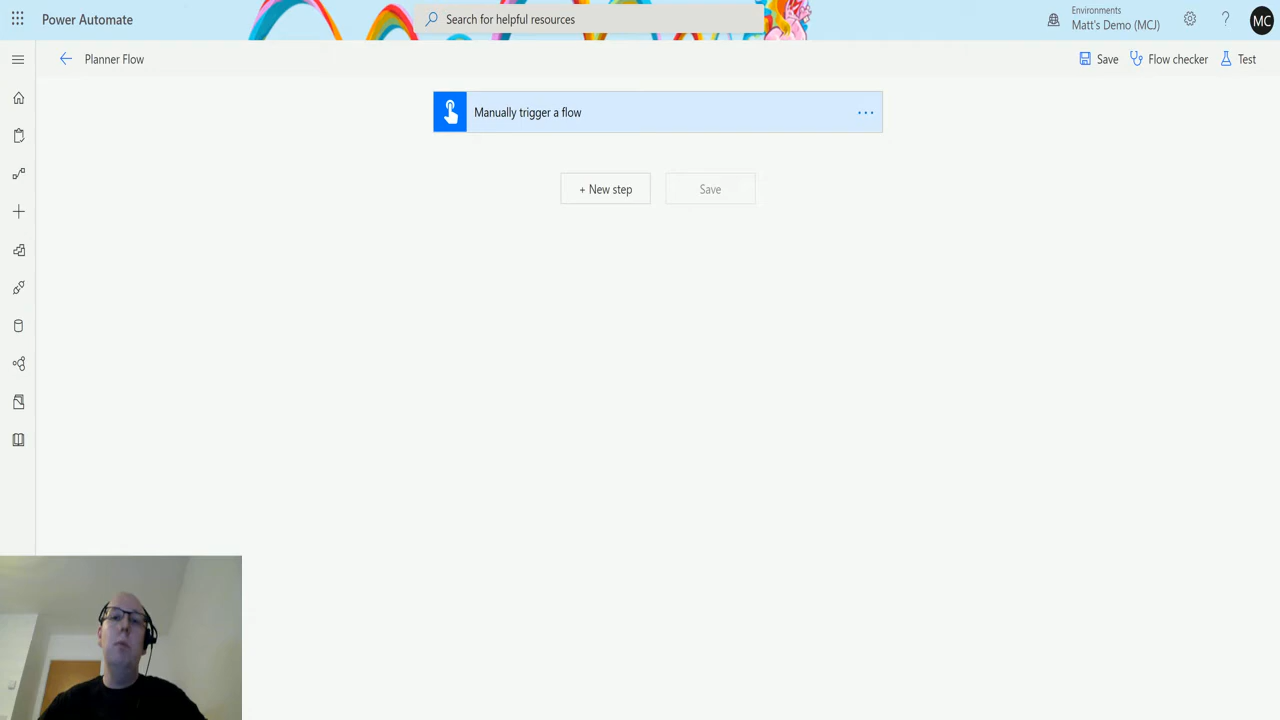 Power Automate
Search for helpful resources
Environments
Matt's Demo (MCJ)
MC
Planner Flow
Save
Flow checker
Test
Manually trigger a flow
+ New step
Save